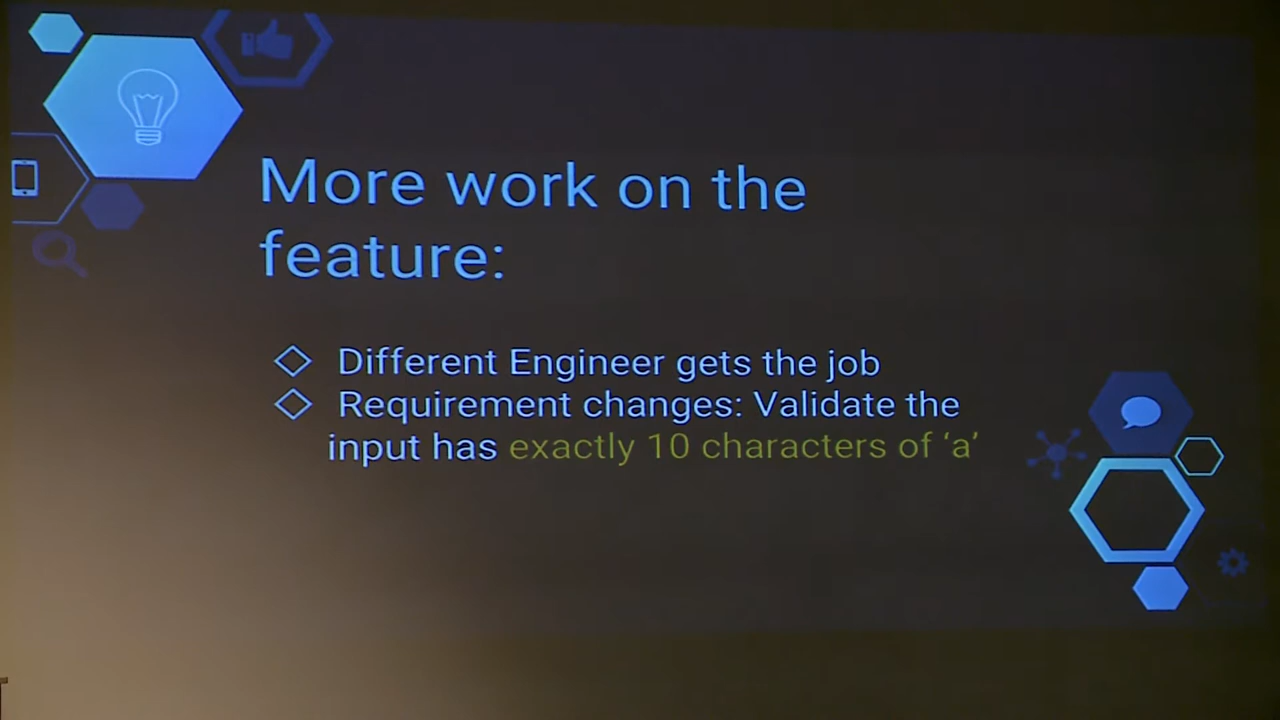 More work on the
feature:
Different Engineer gets the job
Requirement changes: Validate the
input has exactly 10 characters of ‘a’